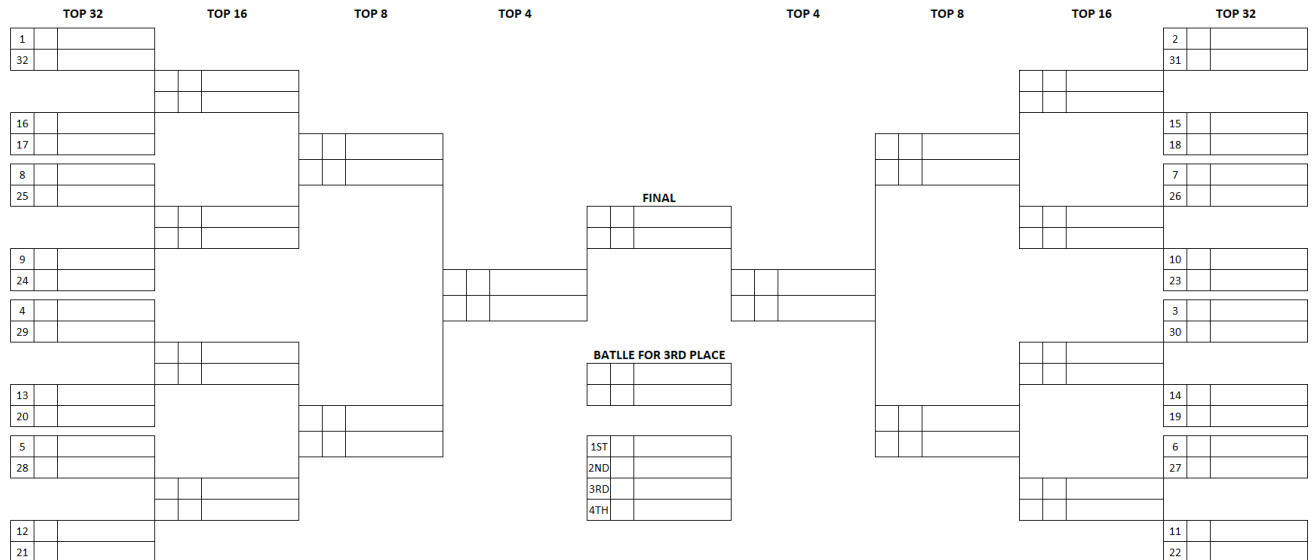 TOP 32 TOP 16 TOP 8 TOP 4 TOP 4 TOP 8 TOP 16 TOP 32
1 2
32 31
16 15
17 18
8 7
25 26
FINAL
9 10
24 23
4 3
29 30
BATLLE FOR 3RD PLACE
13 14
20 19
5 1ST 6
28 2ND 27
3RD
4TH
12 11
21 22